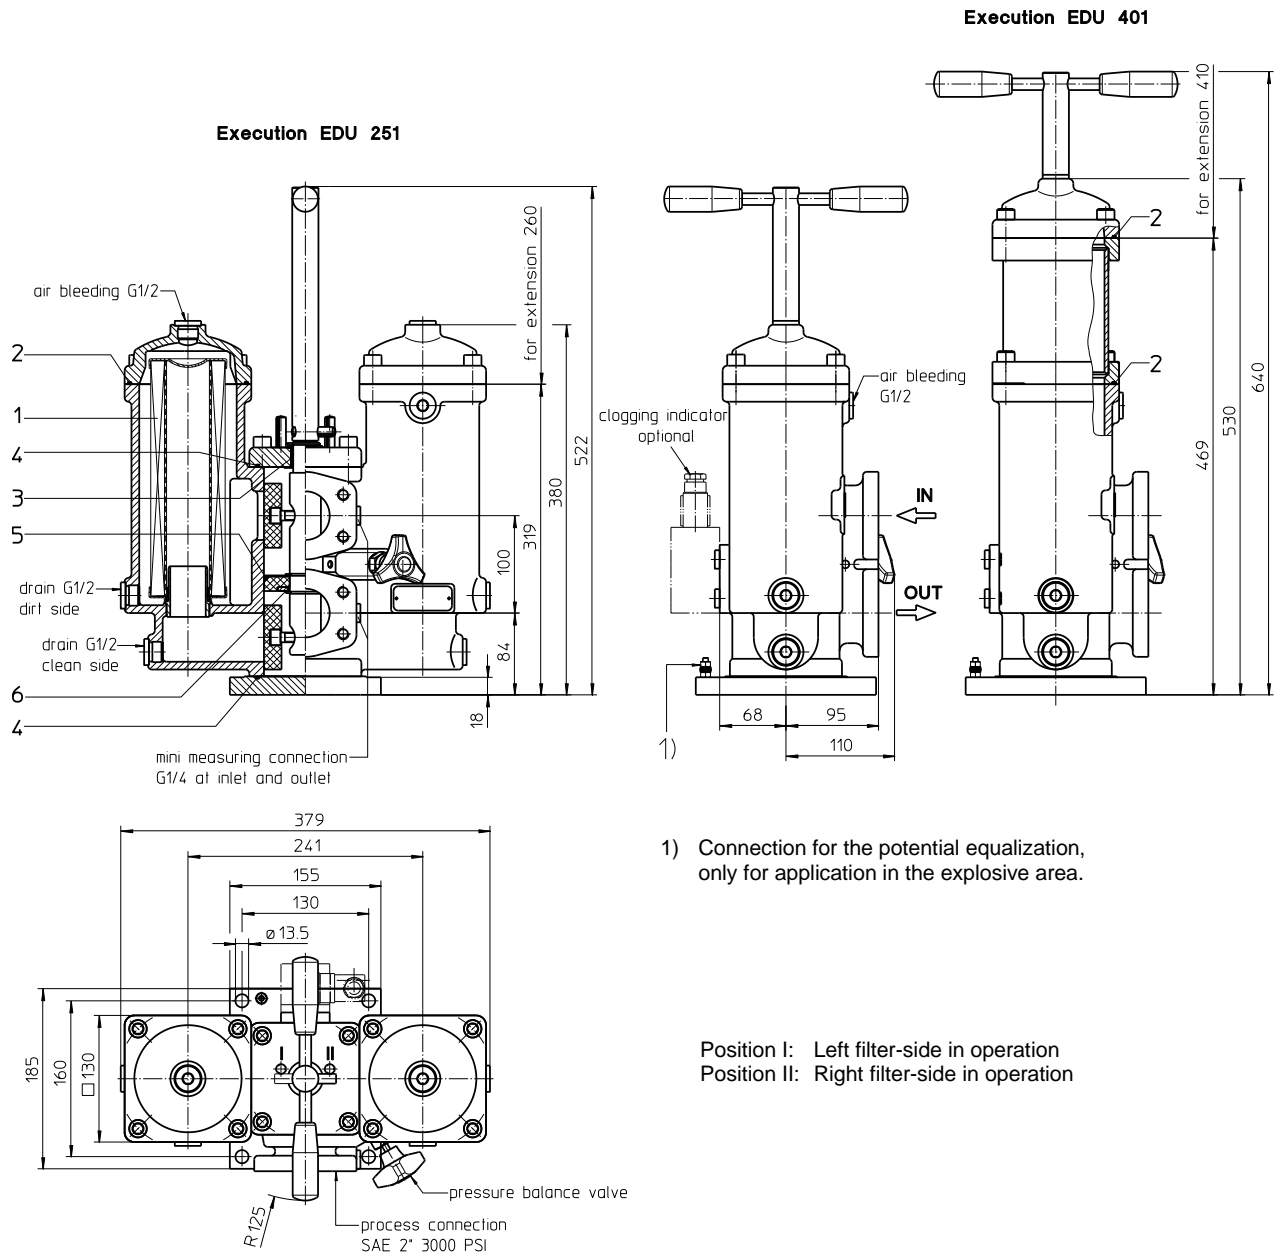 Execution EDU 401
Execution EDU 251
for extension 410
640
530
469
2
2
for extension 260
522
380
319
100
84
18
air bleeding G1/2
2
1
4
3
5
drain G1/2
dirt side
drain G1/2
clean side
6
4
mini measuring connection
G1/4 at inlet and outlet
air bleeding
G1/2
clogging indicator
optional
IN
OUT
68
95
110
1)
379
241
155
130
ø 13.5
185
160
□ 130
I
II
R 125
pressure balance valve
process connection
SAE 2" 3000 PSI
1) Connection for the potential equalization,
only for application in the explosive area.
Position I: Left filter-side in operation
Position II: Right filter-side in operation